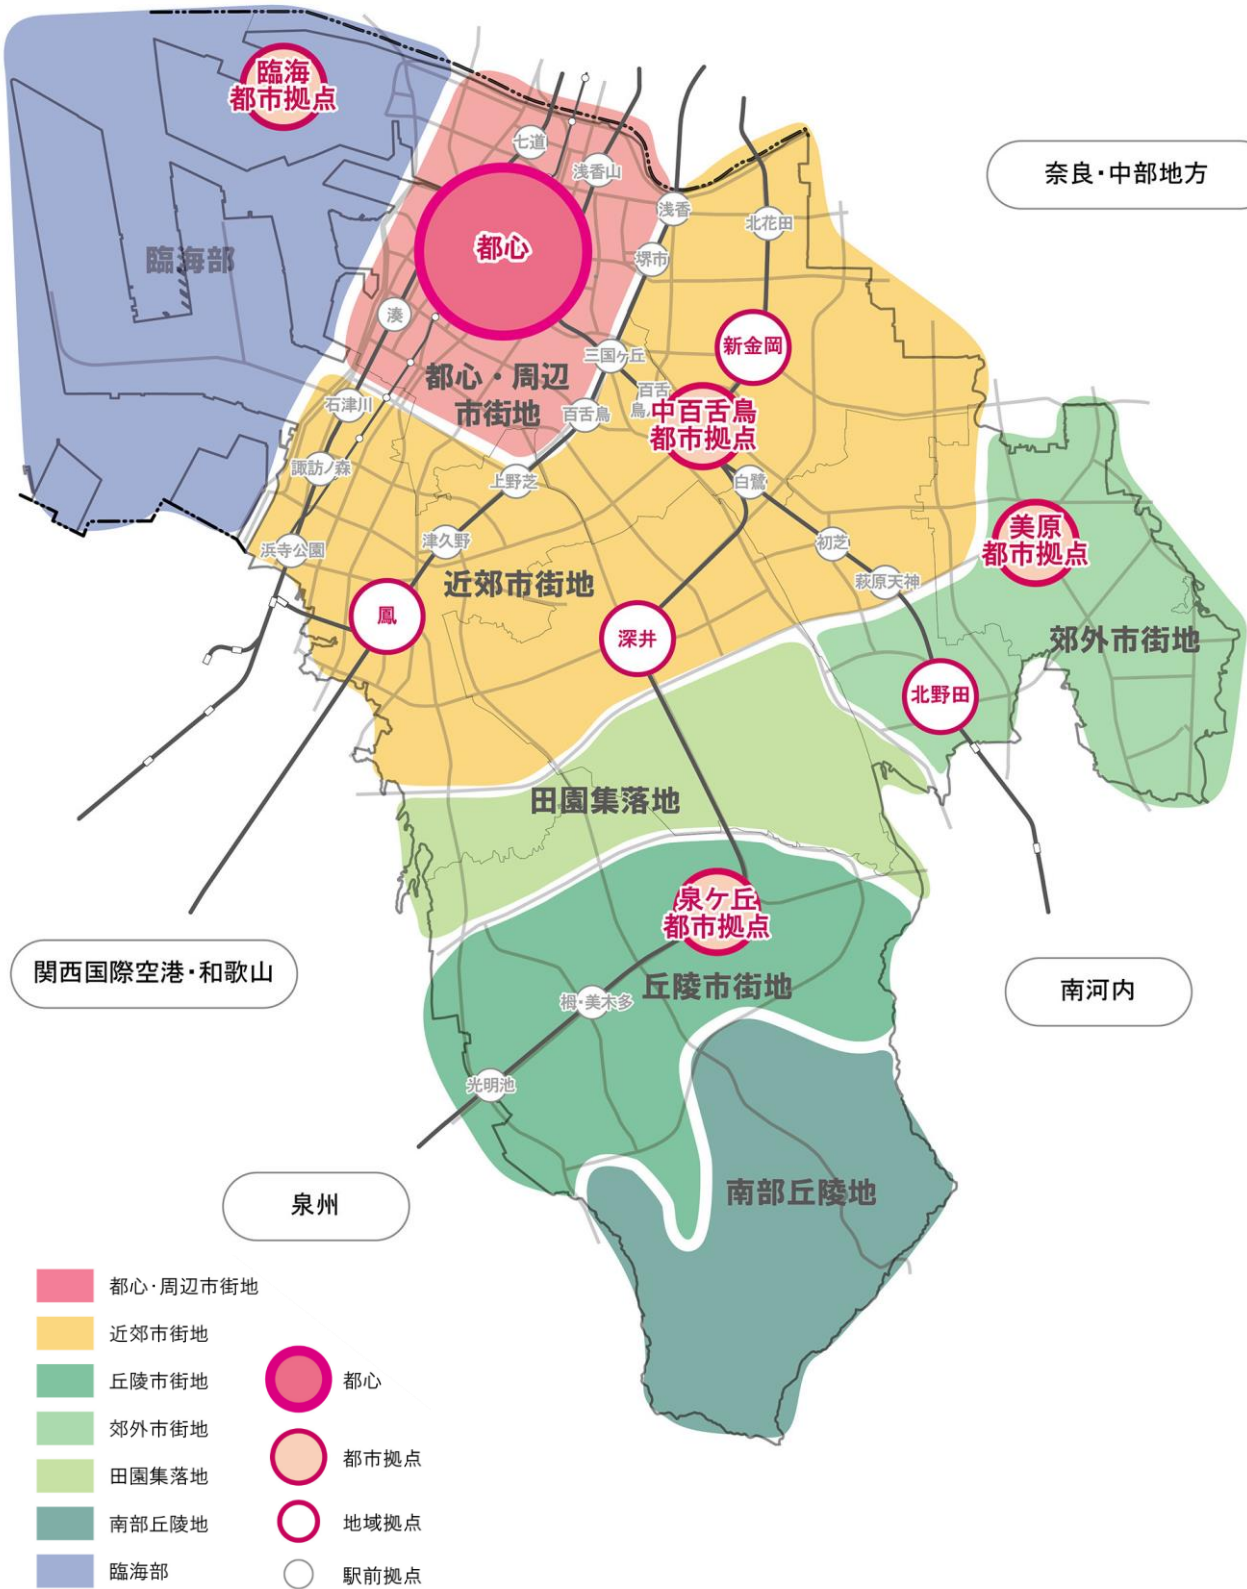 臨海
都市拠点
七道
浅香山
奈良・中部地方
浅香
北花田
都心
臨海部
堺市
湊
新金岡
三国ヶ丘
都心・周辺
市街地
百舌
鳥
石津川
百舌鳥
中百舌鳥
都市拠点
諏訪ノ森
上野芝
白鷺
美原
都市拠点
浜寺公園
津久野
初芝
近郊市街地
萩原天神
鳳
深井
郊外市街地
北野田
田園集落地
泉ケ丘
都市拠点
関西国際空港・和歌山
丘陵市街地
南河内
栂・美木多
光明池
南部丘陵地
泉州
都心・周辺市街地
近郊市街地
丘陵市街地
郊外市街地
田園集落地
南部丘陵地
臨海部
都心
都市拠点
地域拠点
駅前拠点